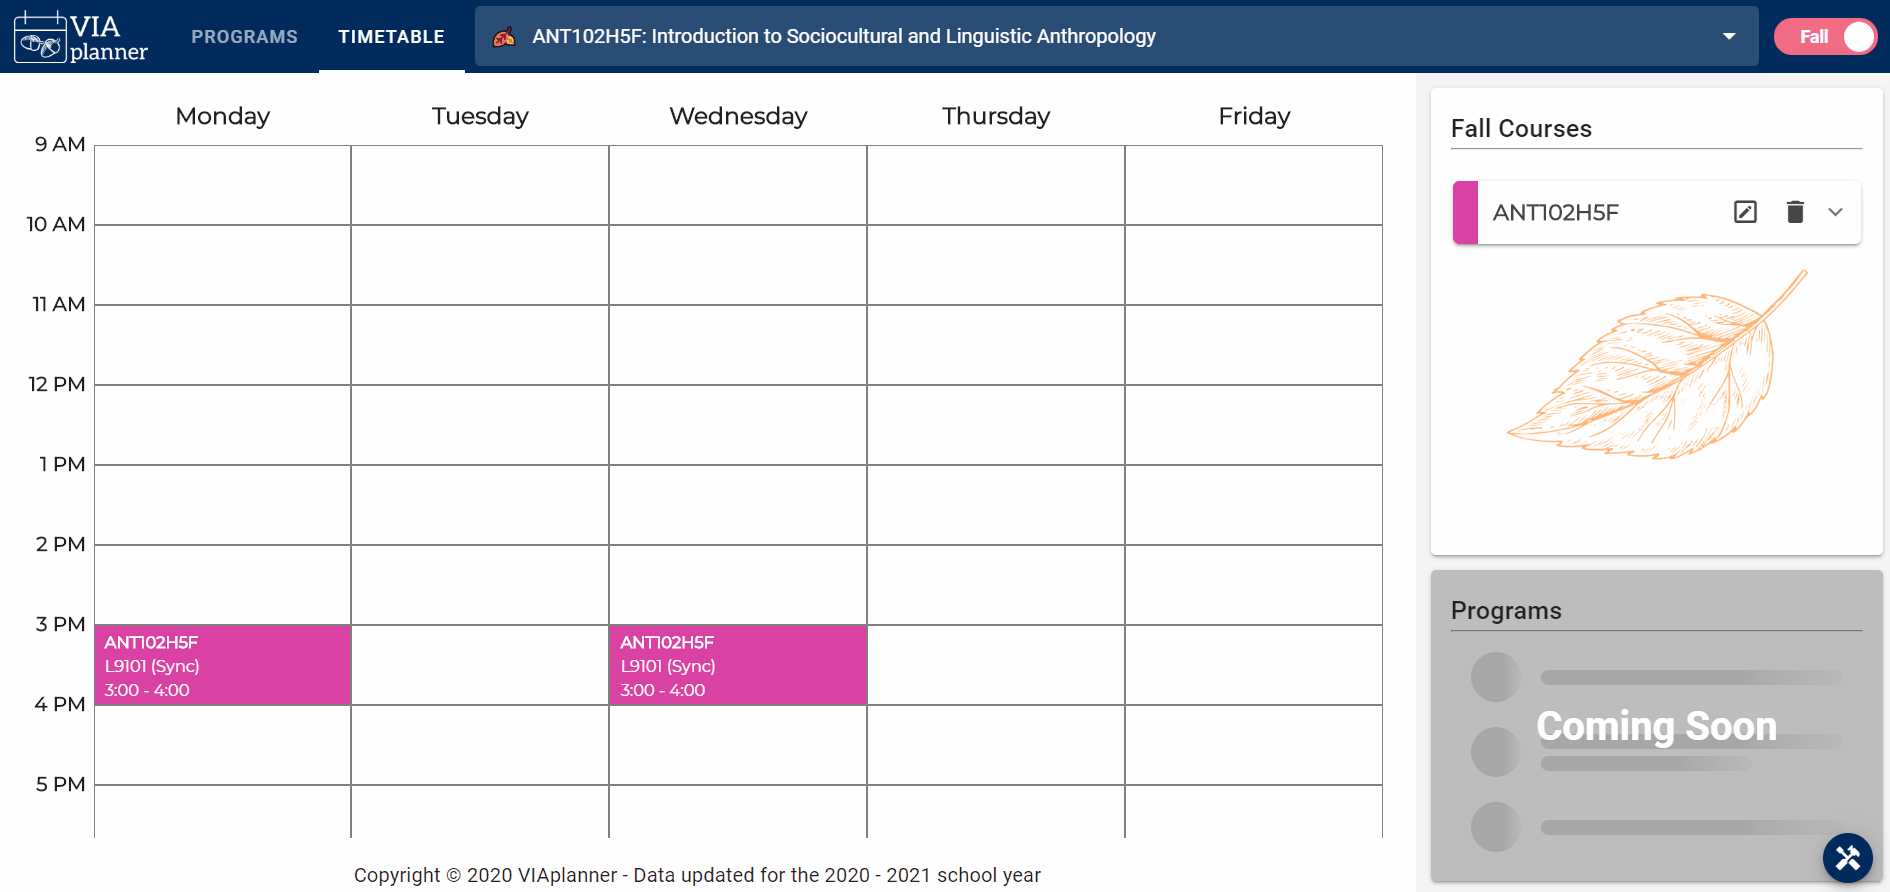 VIA
planner
PROGRAMS
TIMETABLE
ANT102H5F: Introduction to Sociocultural and Linguistic Anthropology
Fall
Monday
Tuesday
Wednesday
Thursday
Friday
9 AM
10 AM
11 AM
12 PM
1 PM
2 PM
3 PM
4 PM
5 PM
ANT102H5F
L9101 (Sync)
3:00 - 4:00
ANT102H5F
L9101 (Sync)
3:00 - 4:00
Fall Courses
ANT102H5F
Programs
Coming Soon
Copyright © 2020 VIAplanner - Data updated for the 2020 - 2021 school year